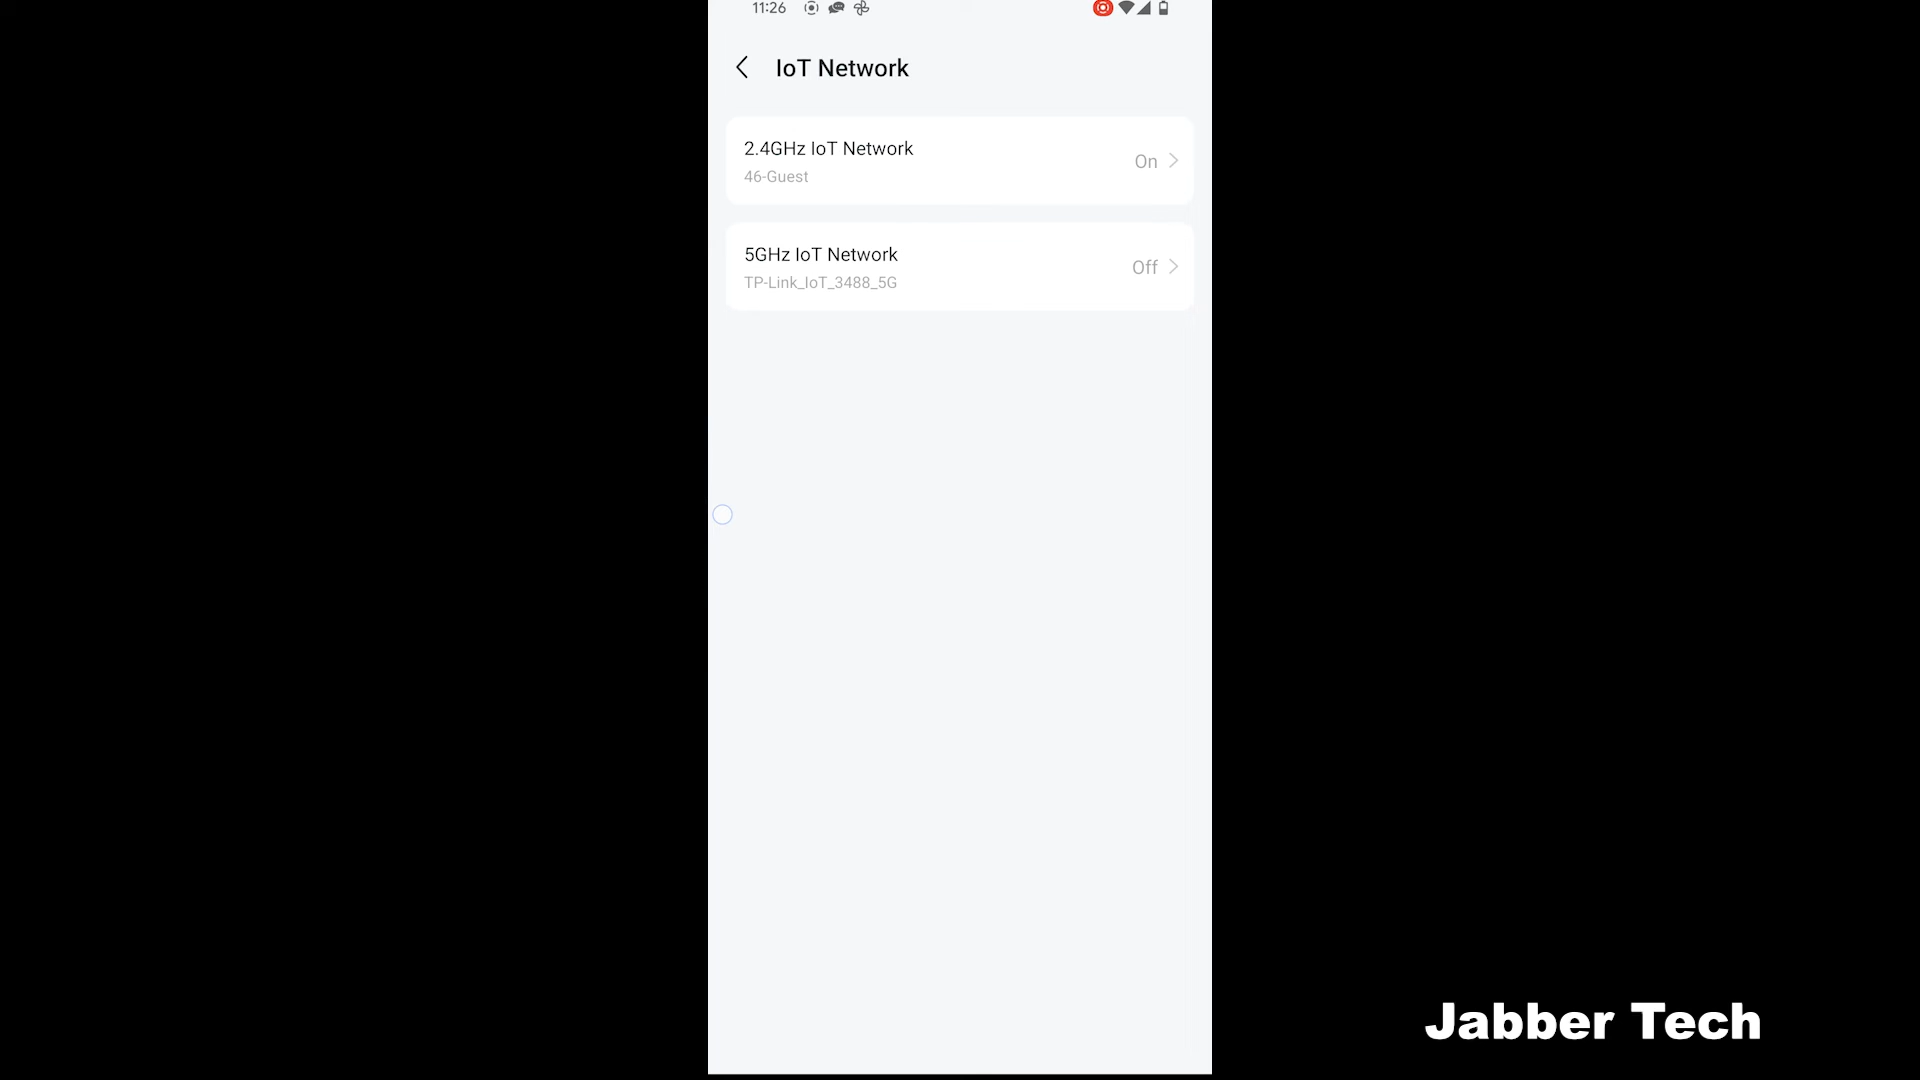 11:26
IoT Network
2.4GHz IoT Network
46-Guest
On
5GHz IoT Network
TP-Link_IoT_3488_5G
Off
Jabber Tech